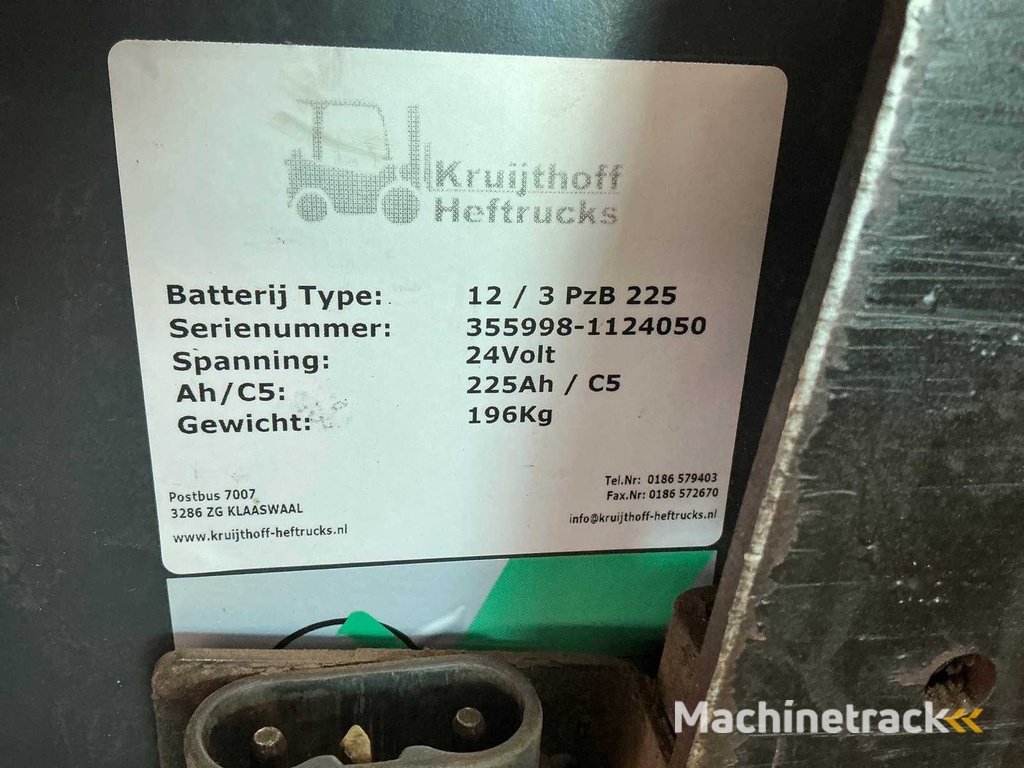 Kruijthoff
Heftrucks
Batterij Type: 12 / 3 PzB 225
Serienummer: 355998-1124050
Spanning: 24Volt
Ah/C5: 225Ah / C5
Gewicht: 196Kg
Postbus 7007 Tel.Nr: 0186 579403
3286 ZG KLAASWAAL Fax.Nr: 0186 572670
www.kruijthoff-heftrucks.nl info@kruijthoff-heftrucks.nl
Machinetrack